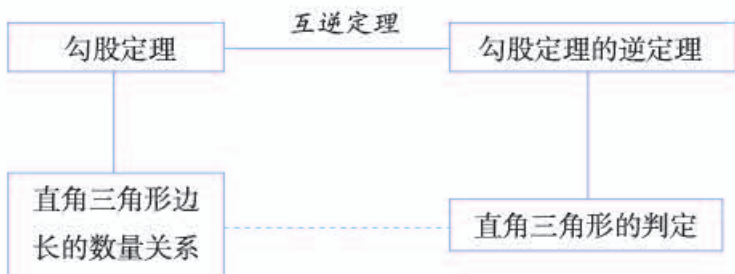 互逆定理
勾股定理
勾股定理的逆定理
直角三角形边
长的数量关系
直角三角形的判定